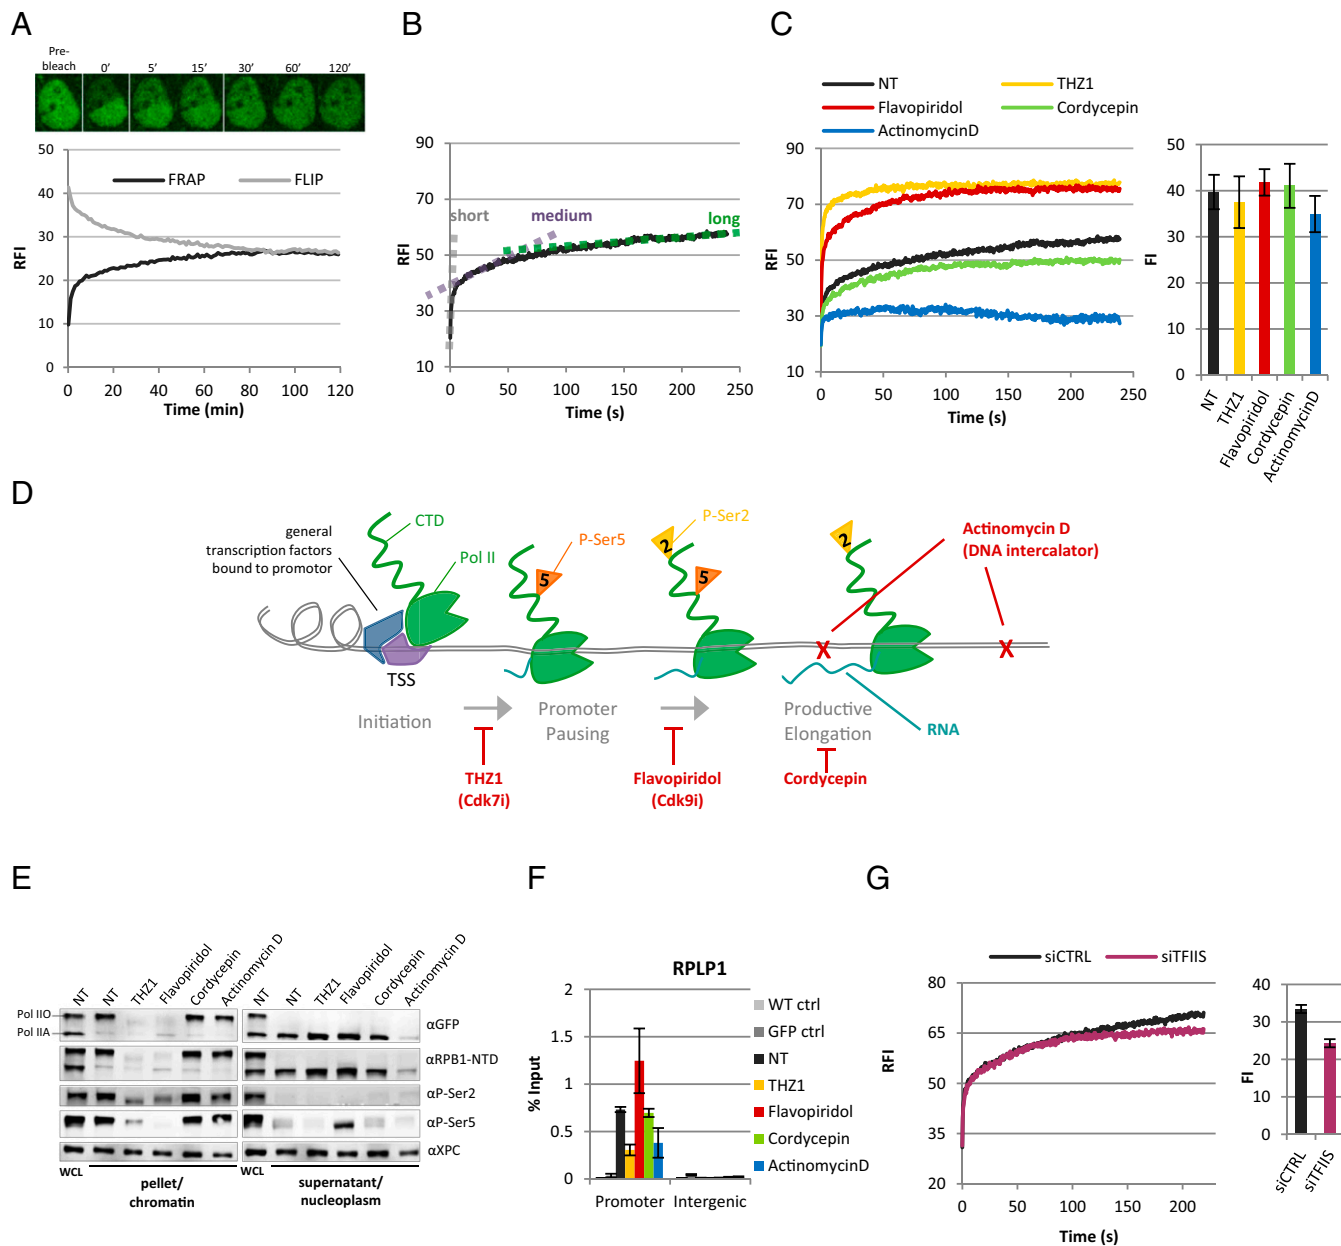 A
Pre-
bleach 0' 5' 15' 30' 60' 120'
50
40
30
20
10
0
RFI
FRAP FLIP
0 20 40 60 80 100 120
Time (min)
B
90
70
50
30
10
RFI
short medium long
0 50 100 150 200 250
Time (s)
C
NT THZ1
Flavopiridol Cordycepin
ActinomycinD
90
70
50
30
10
RFI
0 50 100 150 200 250
Time (s)
50
40
30
20
10
0
FI
NT
THZ1
Flavopiridol
Cordycepin
ActinomycinD
D
general
transcription factors
bound to promotor
CTD
Pol II
P-Ser5
5
P-Ser2
2
5
2
Actinomycin D
(DNA intercalator)
X X
TSS
Initiation
Promoter
Pausing
Productive
Elongation
RNA
THZ1
(Cdk7i)
Flavopiridol
(Cdk9i)
Cordycepin
E
NT NT THZ1 Flavopiridol Cordycepin Actinomycin D
NT NT THZ1 Flavopiridol Cordycepin Actinomycin D
Pol IIO
Pol IIA
αGFP
αRPB1-NTD
αP-Ser2
αP-Ser5
αXPC
WCL
pellet/
chromatin
WCL
supernatant/
nucleoplasm
F
RPLP1
2
1.5
1
0.5
0
% Input
Promoter Intergenic
WT ctrl
GFP ctrl
NT
THZ1
Flavopiridol
Cordycepin
ActinomycinD
G
siCTRL siTFIIS
80
65
50
35
20
RFI
0 50 100 150 200
Time (s)
40
30
20
10
0
FI
siCTRL
siTFIIS